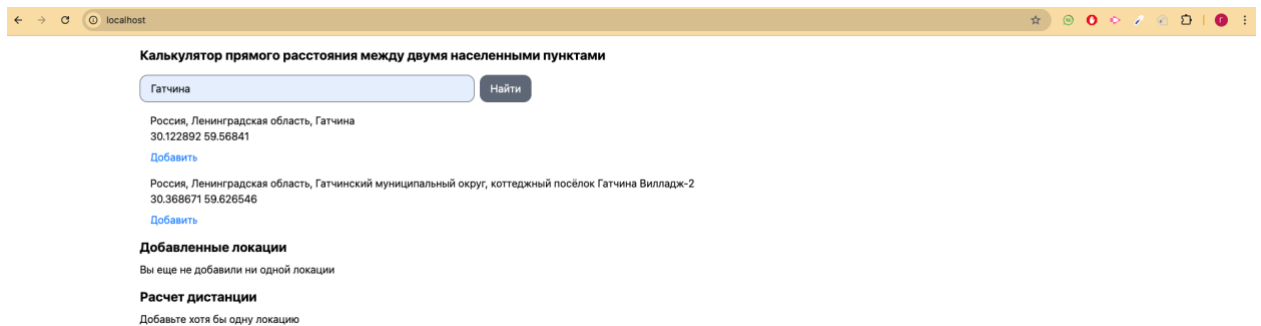 localhost
Калькулятор прямого расстояния между двумя населенными пунктами
Гатчина
Найти
Россия, Ленинградская область, Гатчина
30.122892 59.56841
Добавить
Россия, Ленинградская область, Гатчинский муниципальный округ, коттеджный посёлок Гатчина Вилладж-2
30.368671 59.626546
Добавить
Добавленные локации
Вы еще не добавили ни одной локации
Расчет дистанции
Добавьте хотя бы одну локацию